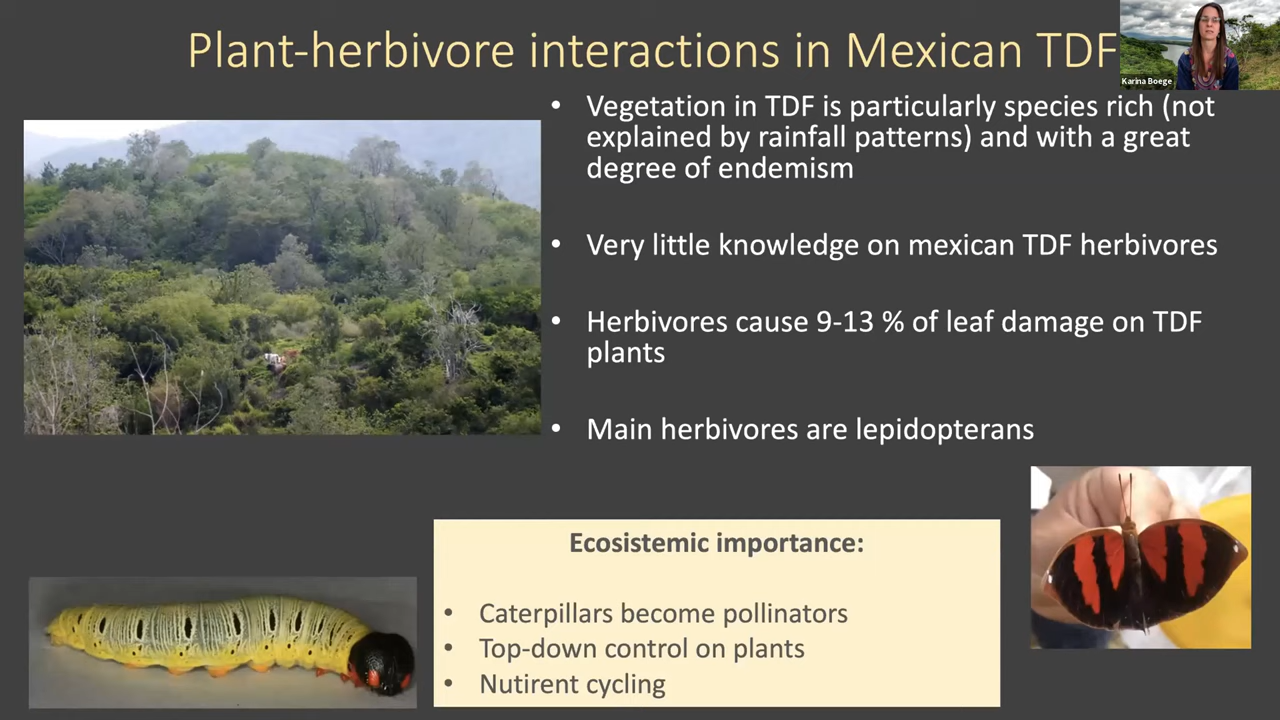 Plant-herbivore interactions in Mexican TDF
Karina Boege
• Vegetation in TDF is particularly species rich (not
explained by rainfall patterns) and with a great
degree of endemism
• Very little knowledge on mexican TDF herbivores
• Herbivores cause 9-13 % of leaf damage on TDF
plants
• Main herbivores are lepidopterans
Ecosistemic importance:
• Caterpillars become pollinators
• Top-down control on plants
• Nutirent cycling